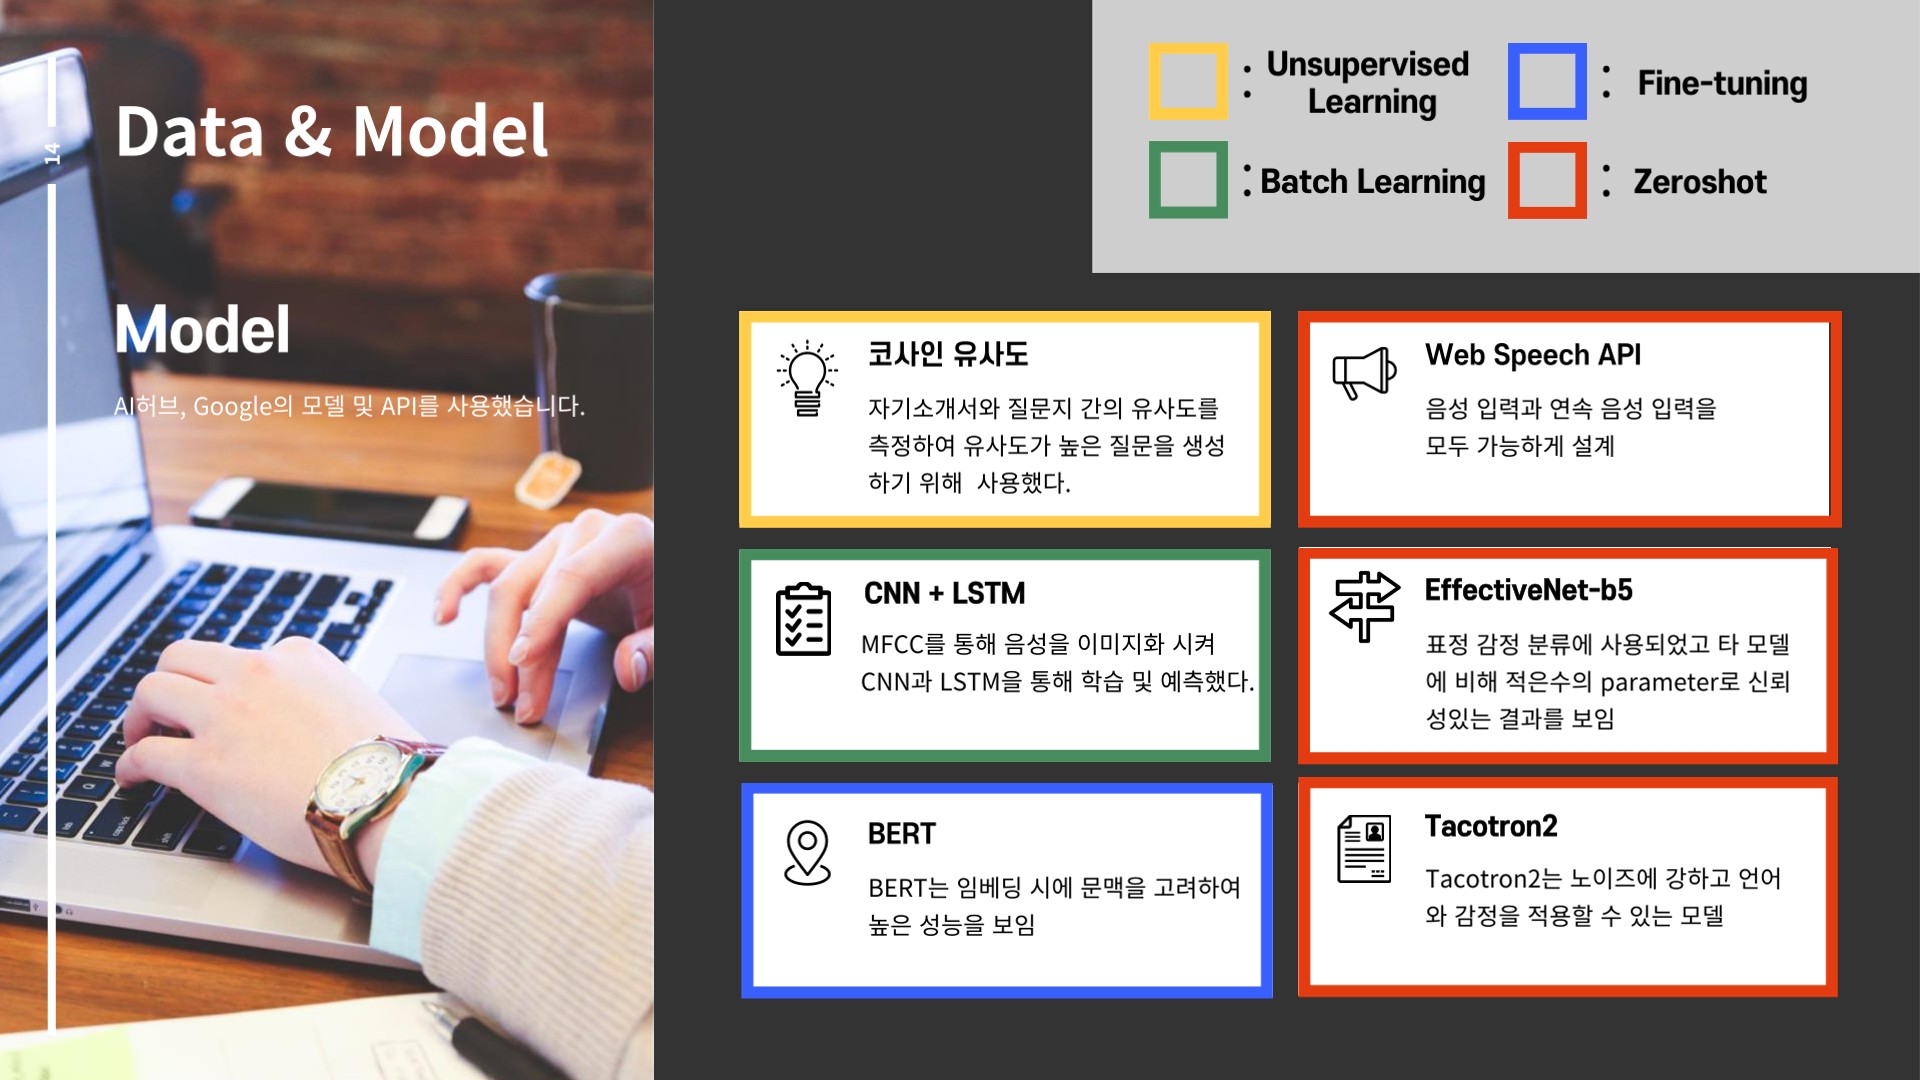 14
Data & Model
Model
AI허브, Google의 모델 및 API를 사용했습니다.
: Unsupervised
Learning
: Fine-tuning
: Batch Learning
: Zeroshot
코사인 유사도
자기소개서와 질문지 간의 유사도를
측정하여 유사도가 높은 질문을 생성
하기 위해 사용했다.
Web Speech API
음성 입력과 연속 음성 입력을
모두 가능하게 설계
CNN + LSTM
MFCC를 통해 음성을 이미지화 시켜
CNN과 LSTM을 통해 학습 및 예측했다.
EffectiveNet-b5
표정 감정 분류에 사용되었고 타 모델
에 비해 적은수의 parameter로 신뢰
성있는 결과를 보임
BERT
BERT는 임베딩 시에 문맥을 고려하여
높은 성능을 보임
Tacotron2
Tacotron2는 노이즈에 강하고 언어
와 감정을 적용할 수 있는 모델